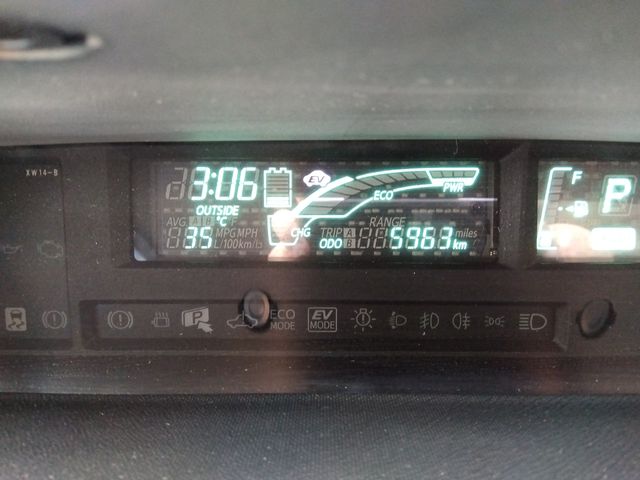 XW14-B
3:06
EV
F
P
OUTSIDE
ECO
PWR
AVG A B °C F
CHG
RANGE
35 MPG MPH
TRIP A
miles
L/100km/h
ODO B 5963 km
P
ECO MODE
EV MODE